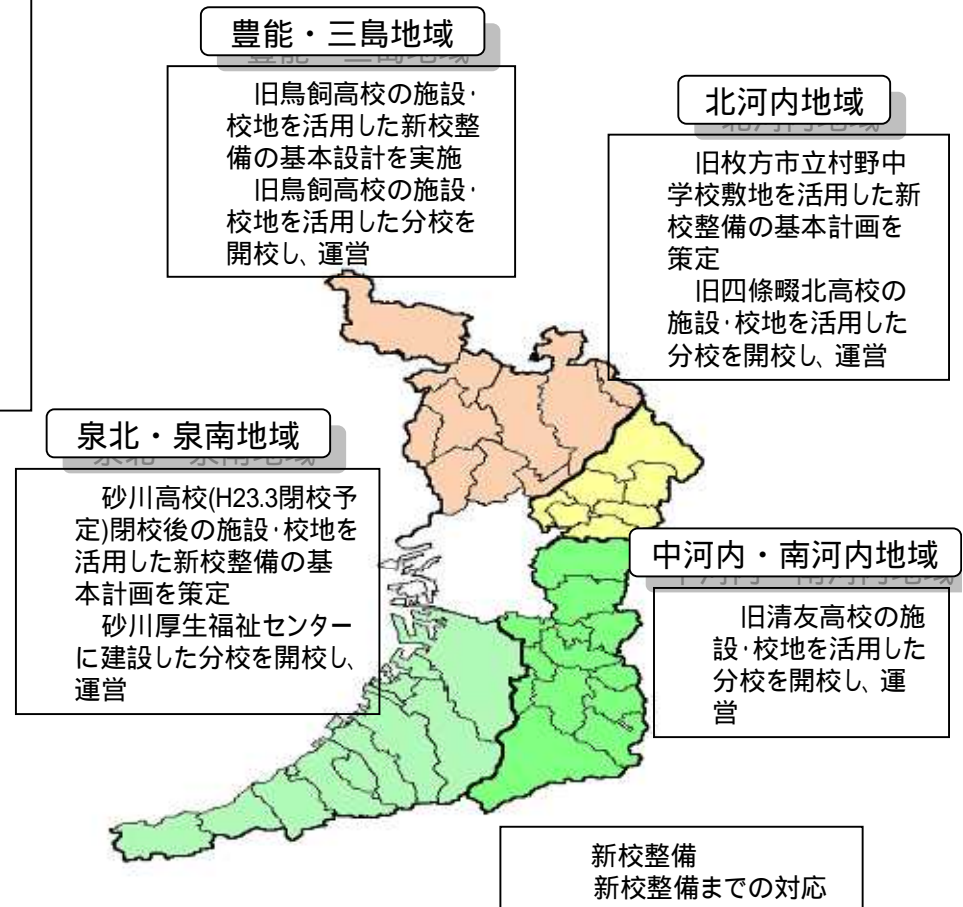 豊能・三島地域
旧鳥飼高校の施設・
校地を活用した新校整
備の基本設計を実施
旧鳥飼高校の施設・
校地を活用した分校を
開校し、運営
北河内地域
旧枚方市立村野中
学校敷地を活用した新
校整備の基本計画を
策定
旧四條畷北高校の
施設・校地を活用した
分校を開校し、運営
泉北・泉南地域
砂川高校(H23.3閉校予
定)閉校後の施設・校地を
活用した新校整備の基
本計画を策定
砂川厚生福祉センター
に建設した分校を開校し、
運営
中河内・南河内地域
旧清友高校の施
設・校地を活用した
分校を開校し、運
営
新校整備
新校整備までの対応